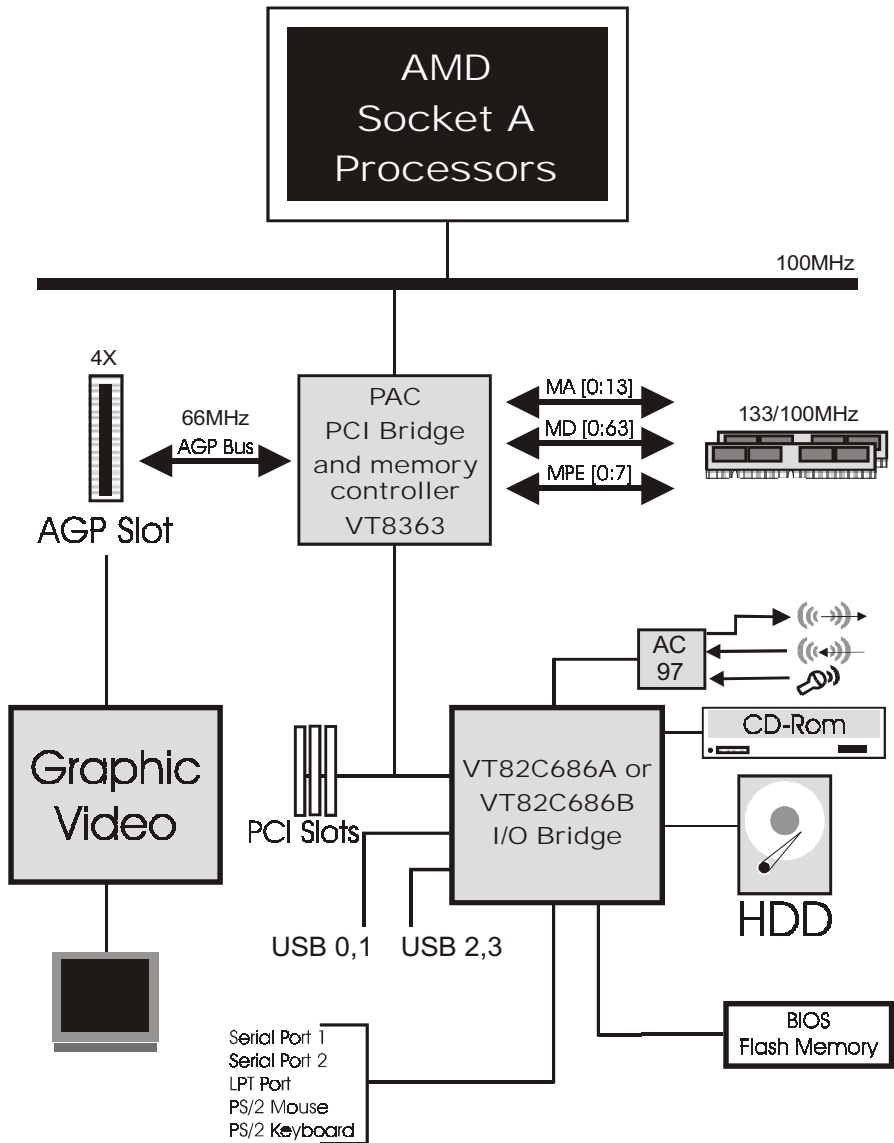 AMD
Socket A
Processors
100MHz
4X
66MHz
AGP Bus
AGP Slot
PAC
PCI Bridge
and memory
controller
VT8363
MA [0:13]
MD [0:63]
MPE [0:7]
133/100MHz
AC
97
CD-Rom
Graphic
Video
PCI Slots
VT82C686A or
VT82C686B
I/O Bridge
HDD
USB 0,1
USB 2,3
Serial Port 1
Serial Port 2
LPT Port
PS/2 Mouse
PS/2 Keyboard
BIOS
Flash Memory